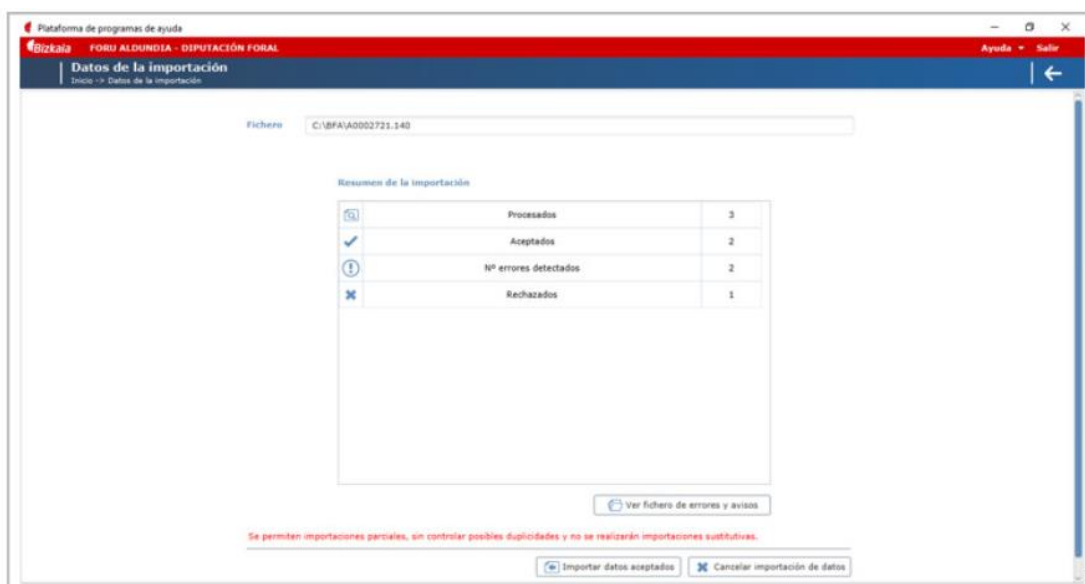 Plataforma de programas de ayuda
Bizkaia FORU ALDUNDIA - DIPUTACIÓN FORAL Ayuda Salir
Datos de la importación
Inicio -> Datos de la importación
Fichero C:\BFA\A0002721.140
Resumen de la importación
Procesados 3
Aceptados 2
Nº errores detectados 2
Rechazados 1
Ver fichero de errores y avisos
Se permiten importaciones parciales, sin controlar posibles duplicidades y no se realizarán importaciones sustitutivas.
Importar datos aceptados Cancelar importación de datos